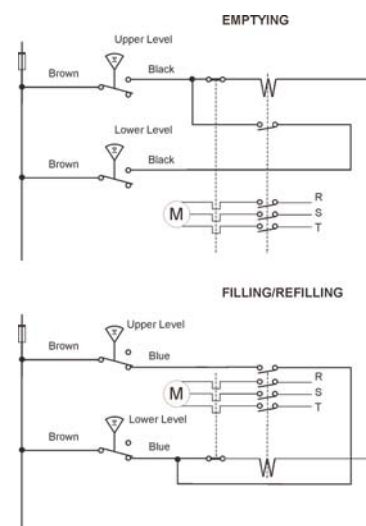 EMPTYING
Upper Level
Brown
Black
Lower Level
Brown
Black
M
R
S
T
FILLING/REFILLING
Upper Level
Brown
Blue
M
R
S
T
Lower Level
Brown
Blue